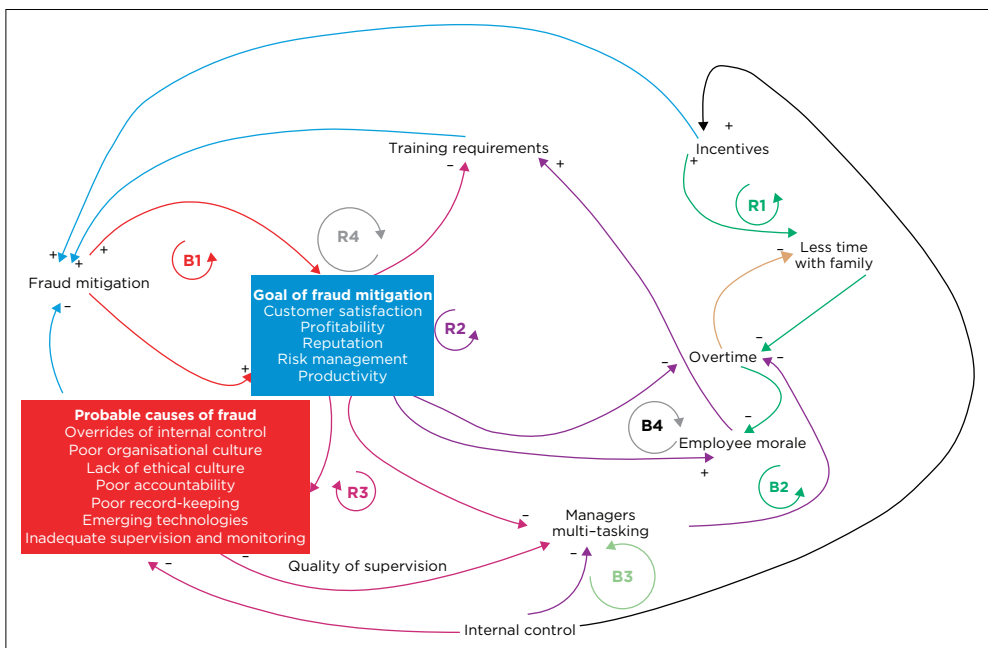 +
Training requirements
-
+
Incentives
+
R1
+
+
+
B1
R4
Fraud mitigation
-
-
Less time
with family
Goal of fraud mitigation
Customer satisfaction
Profitability
Reputation
Risk management
Productivity
R2
-
-
Overtime
-
+
Probable causes of fraud
Overrides of internal control
Poor organisational culture
Lack of ethical culture
Poor accountability
Poor record-keeping
Emerging technologies
Inadequate supervision and monitoring
B4
-
Employee morale
+
R3
B2
-
Managers
multi–tasking
-
-
Quality of supervision
-
-
B3
Internal control